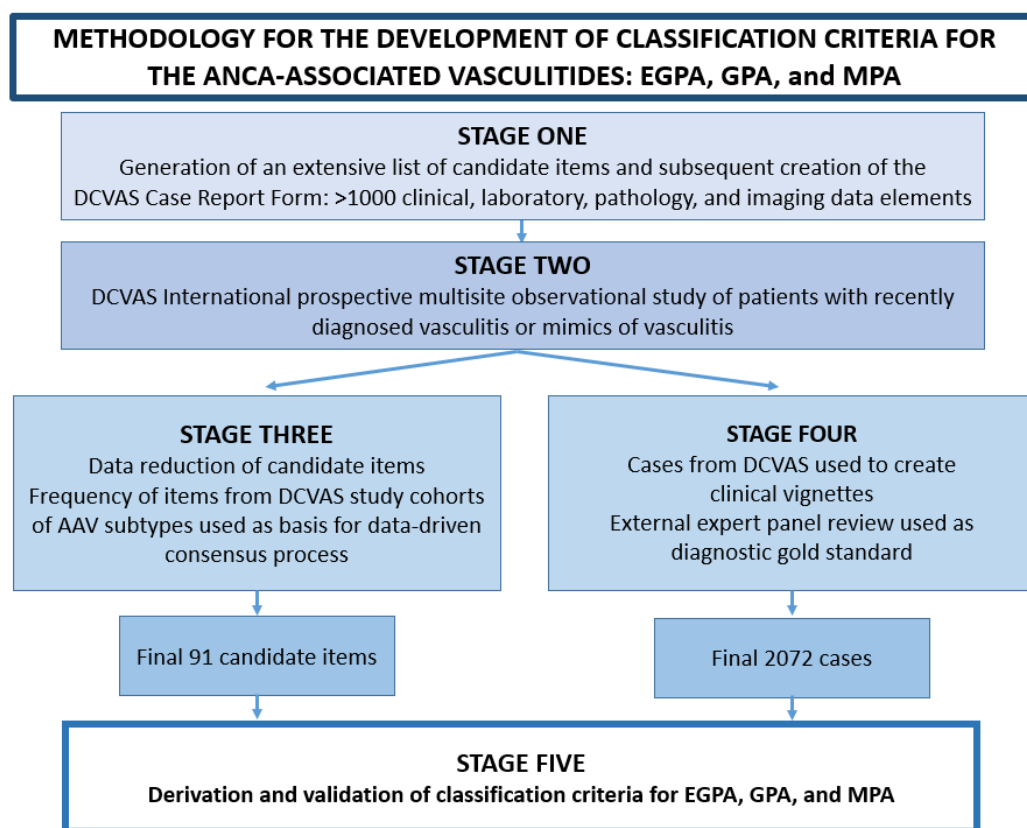 METHODOLOGY FOR THE DEVELOPMENT OF CLASSIFICATION CRITERIA FOR
THE ANCA-ASSOCIATED VASCULITIDES: EGPA, GPA, and MPA
STAGE ONE
Generation of an extensive list of candidate items and subsequent creation of the
DCVAS Case Report Form: >1000 clinical, laboratory, pathology, and imaging data elements
STAGE TWO
DCVAS International prospective multisite observational study of patients with recently
diagnosed vasculitis or mimics of vasculitis
STAGE THREE
Data reduction of candidate items
Frequency of items from DCVAS study cohorts
of AAV subtypes used as basis for data-driven
consensus process
STAGE FOUR
Cases from DCVAS used to create
clinical vignettes
External expert panel review used as
diagnostic gold standard
Final 91 candidate items
Final 2072 cases
STAGE FIVE
Derivation and validation of classification criteria for EGPA, GPA, and MPA